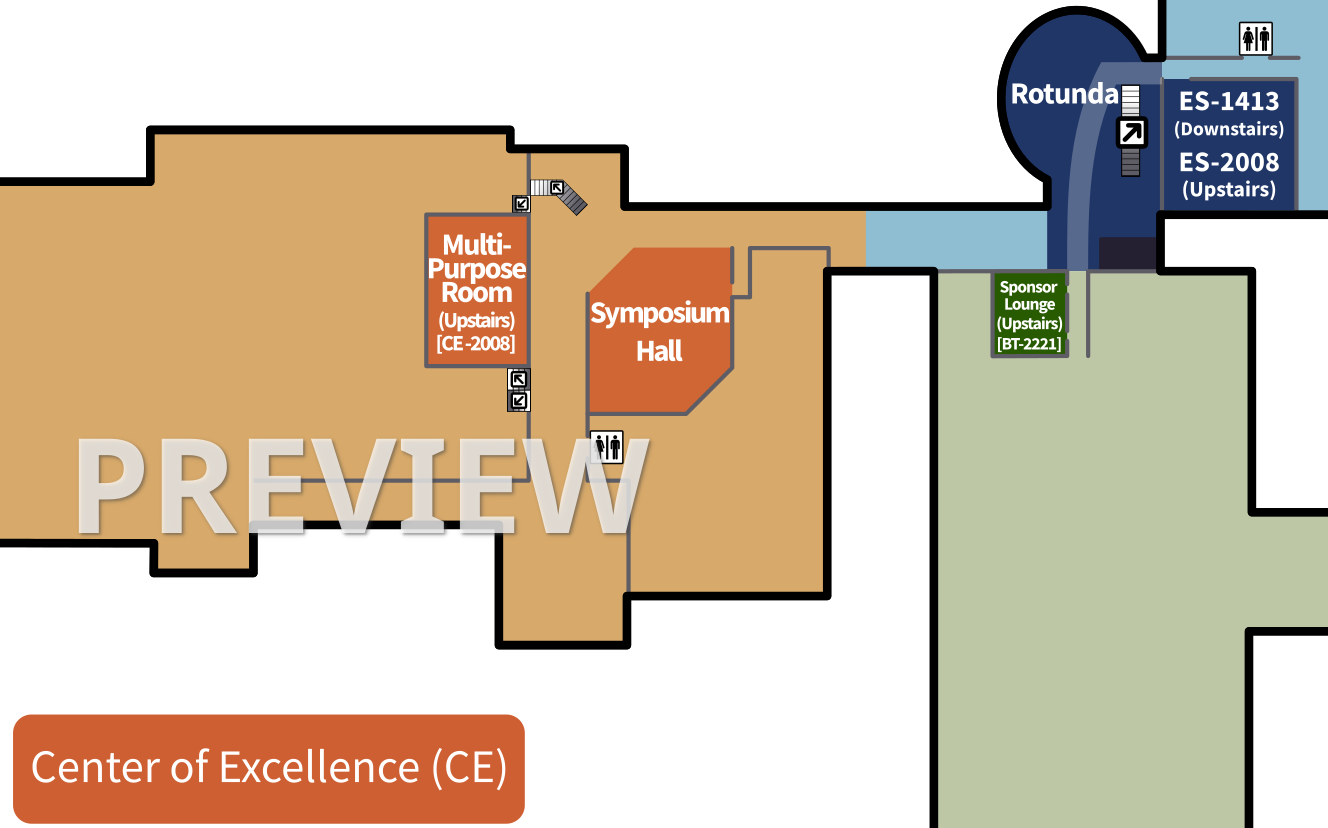 Rotunda
ES-1413
(Downstairs)
ES-2008
(Upstairs)
Multi-
Purpose
Room
(Upstairs)
[CE-2008]
Symposium
Hall
Sponsor
Lounge
(Upstairs)
[BT-2221]
PREVIEW
Center of Excellence (CE)